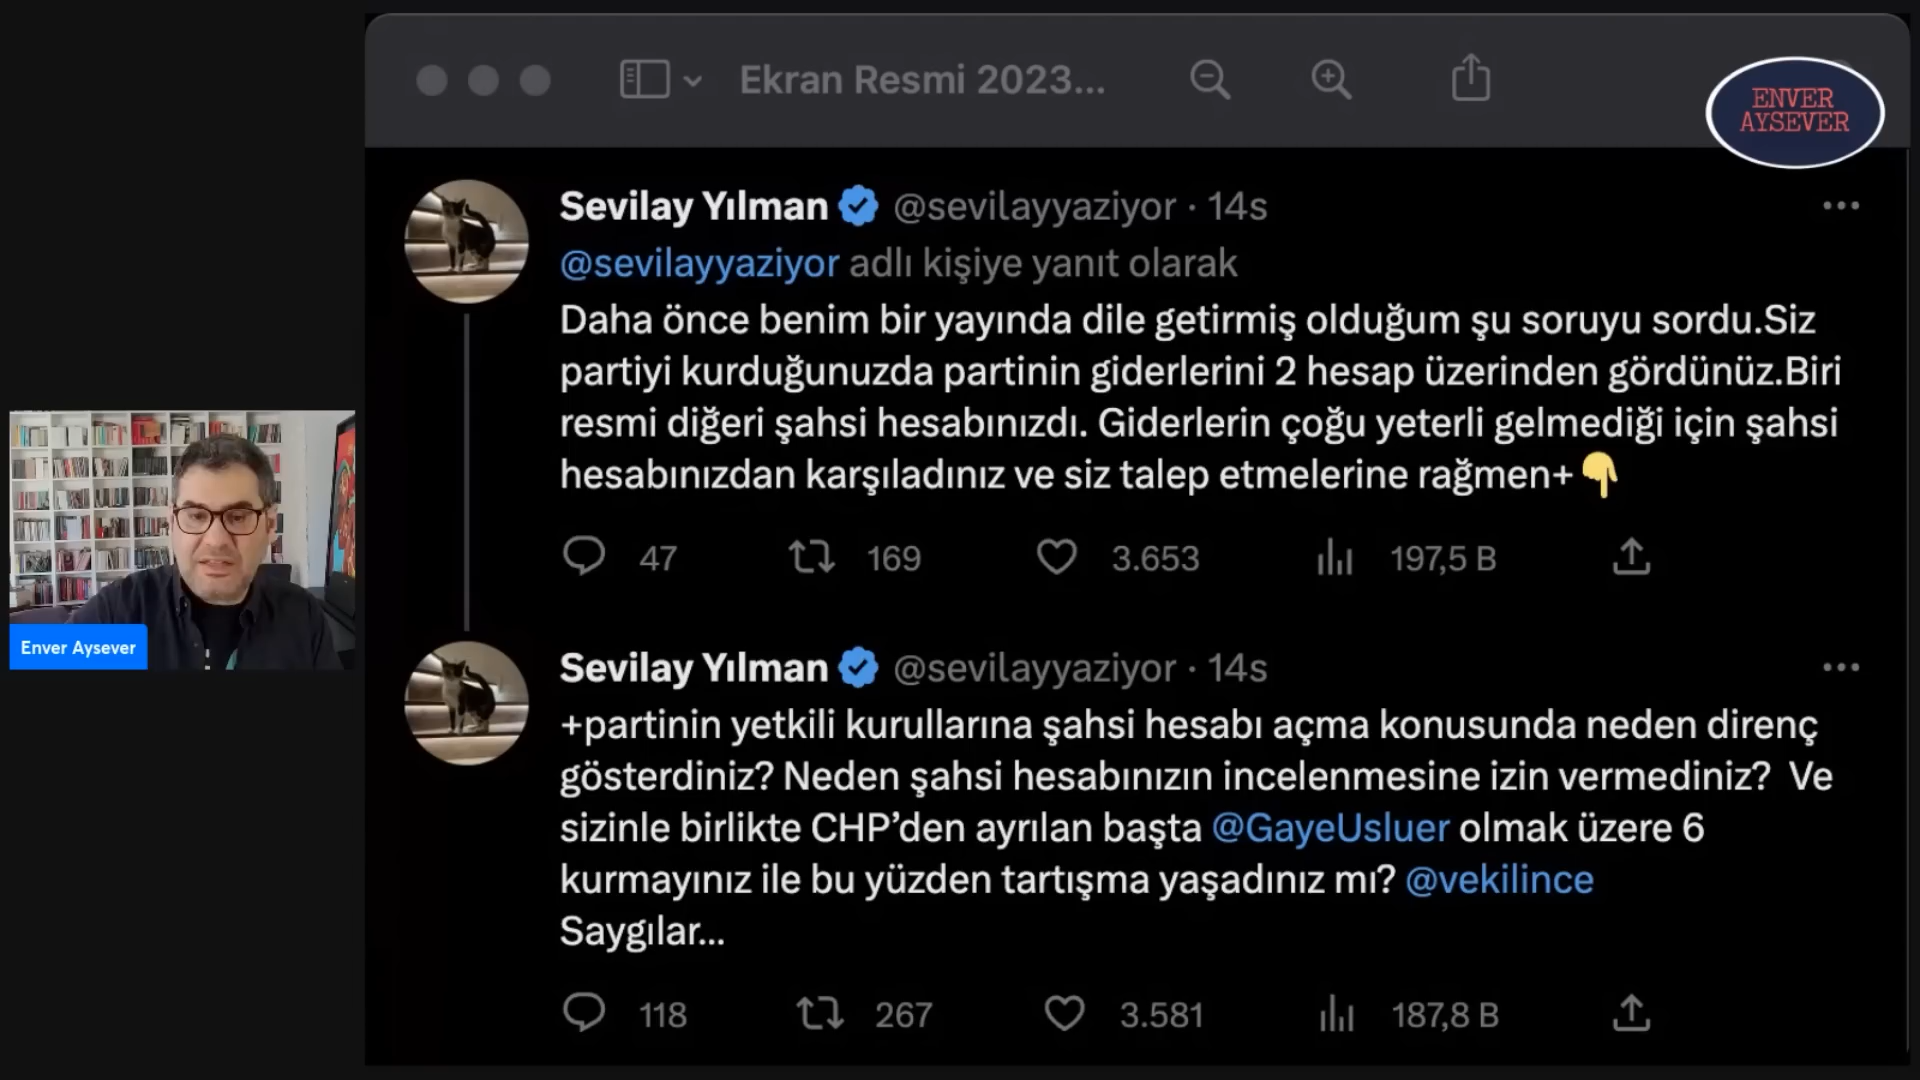 Ekran Resmi 2023...
ENVER
AYSEVER
Sevilay Yılman @sevilayyaziyor · 14s
@sevilayyaziyor adlı kişiye yanıt olarak
Daha önce benim bir yayında dile getirmiş olduğum şu soruyu sordu.Siz
partiyi kurduğunuzda partinin giderlerini 2 hesap üzerinden gördünüz.Biri
resmi diğeri şahsi hesabınızdı. Giderlerin çoğu yeterli gelmediği için şahsi
hesabınızdan karşıladınız ve siz talep etmelerine rağmen+👇
47 169 3.653 197,5 B
Enver Aysever
Sevilay Yılman @sevilayyaziyor · 14s
+partinin yetkili kurullarına şahsi hesabı açma konusunda neden direnç
gösterdiniz? Neden şahsi hesabınızın incelenmesine izin vermediniz? Ve
sizinle birlikte CHP’den ayrılan başta @GayeUsluer olmak üzere 6
kurmayınız ile bu yüzden tartışma yaşadınız mı? @vekilince
Saygılar...
118 267 3.581 187,8 B